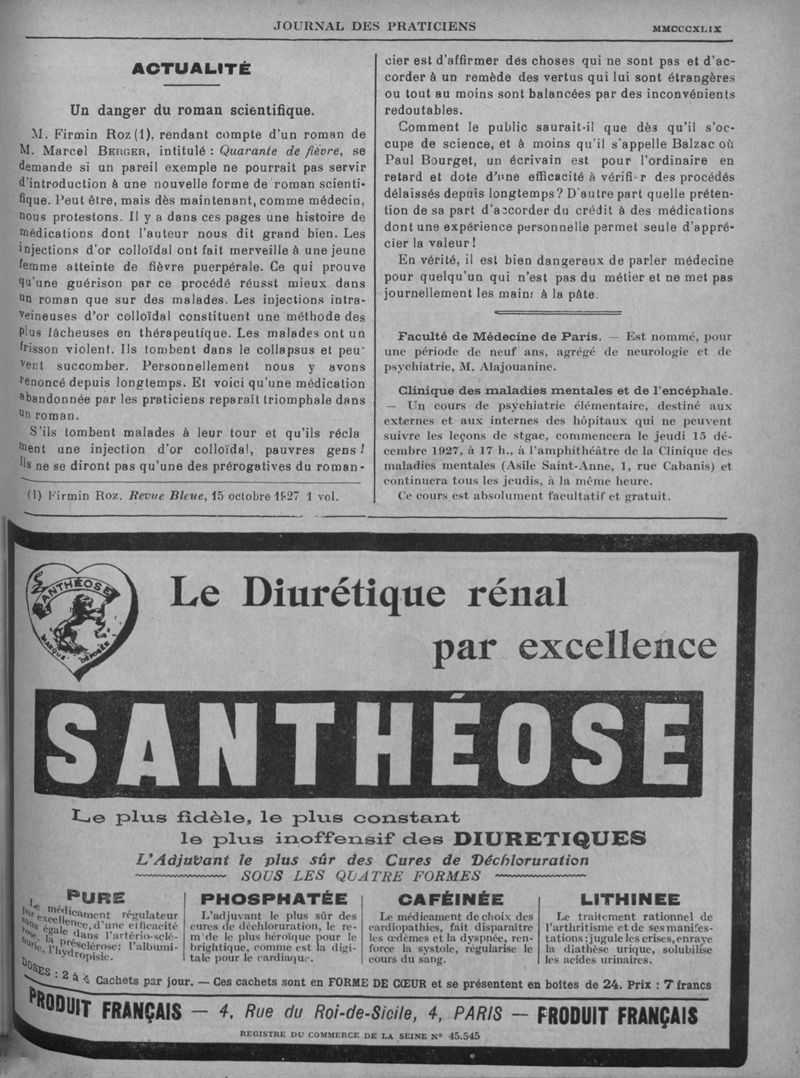 JOURNAL DES PRATICIENS
MMCCCXLIX
ACTUALITÉ
Un danger du roman scientifique.
M. Firmin Roz (1), rendant compte d'un roman de
M. Marcel BERGER, intitulé : Quarante de fièvre, se
demande si un pareil exemple ne pourrait pas servir
d'introduction à une nouvelle forme de roman scienti-
fique. Peut être, mais dès maintenant, comme médecin,
nous protestons. Il y a dans ces pages une histoire de
médications dont l'auteur nous dit grand bien. Les
injections d'or colloïdal ont fait merveille à une jeune
femme atteinte de fièvre puerpérale. Ce qui prouve
qu'une guérison par ce procédé réusst mieux dans
un roman que sur des malades. Les injections intra-
veineuses d'or colloïdal constituent une méthode des
plus fâcheuses en thérapeutique. Les malades ont un
frisson violent. Ils tombent dans le collapsus et peu-
vent succomber. Personnellement nous y avons
renoncé depuis longtemps. Et voici qu'une médication
abandonnée par les praticiens reparaît triomphale dans
un roman.
S'ils tombent malades à leur tour et qu'ils récla
ment une injection d'or colloïdal, pauvres gens !
Ils ne se diront pas qu'une des prérogatives du roman-
(1) Firmin Roz. Revue Bleue, 15 octobre 1927 1 vol.
cier est d'affirmer des choses qui ne sont pas et d'ac-
corder à un remède des vertus qui lui sont étrangères
ou tout au moins sont balancées par des inconvénients
redoutables.
Comment le public saurait-il que dès qu'il s'oc-
cupe de science, et à moins qu'il s'appelle Balzac où
Paul Bourget, un écrivain est pour l'ordinaire en
retard et dote d'une efficacité à vérifier des procédés
délaissés depuis longtemps ? D'autre part quelle préten-
tion de sa part d'accorder du crédit à des médications
dont une expérience personnelle permet seule d'appré-
cier la valeur !
En vérité, il est bien dangereux de parler médecine
pour quelqu'un qui n'est pas du métier et ne met pas
journellement les mains à la pâte.
Faculté de Médecine de Paris. — Est nommé, pour
une période de neuf ans, agrégé de neurologie et de
psychiatrie, M. Alajouanine.
Clinique des maladies mentales et de l'encéphale.
— Un cours de psychiatrie élémentaire, destiné aux
externes et aux internes des hôpitaux qui ne peuvent
suivre les leçons de stgae, commencera le jeudi 15 dé-
cembre 1927, à 17 h., à l'amphithéâtre de la Clinique des
maladies mentales (Asile Saint-Anne, 1, rue Cabanis) et
continuera tous les jeudis, à la même heure.
Ce cours est absolument facultatif et gratuit.
SANTHÉOSE
MARQUE DÉPOSÉE
Le Diurétique rénal
par excellence
SANTHÉOSE
Le plus fidèle, le plus constant
le plus inoffensif des DIURETIQUES
L'Adjuvant le plus sûr des Cures de Déchloruration
SOUS LES QUATRE FORMES
PURE
Le médicament régulateur
par excellence, d'une efficacité
sans égale dans l'artério-sclé-
rose, la présclérose: l'albumi-
nurie, l'hydropisie.
PHOSPHATÉE
L'adjuvant le plus sûr des
cures de déchloruration, le re-
m'de le plus héroïque pour le
brightique, comme est la digi-
tale pour le cardiaque.
CAFÉINÉE
Le médicament de choix des
cardiopathies, fait disparaître
les œdèmes et la dyspnée, ren-
force la systole, régularise le
cours du sang.
LITHINEE
Le traitement rationnel de
l'arthritisme et de ses manifes-
tations: jugule les crises, enraye
la diathèse urique, solubilise
les acides urinaires.
DOSES : 2 à 4 Cachets par jour. — Ces cachets sont en FORME DE CŒUR et se présentent en boîtes de 24. Prix : 7 francs
PRODUIT FRANÇAIS — 4, Rue du Roi-de-Sicile, 4, PARIS — PRODUIT FRANÇAIS
REGISTRE DU COMMERCE DE LA SEINE N° 45.545